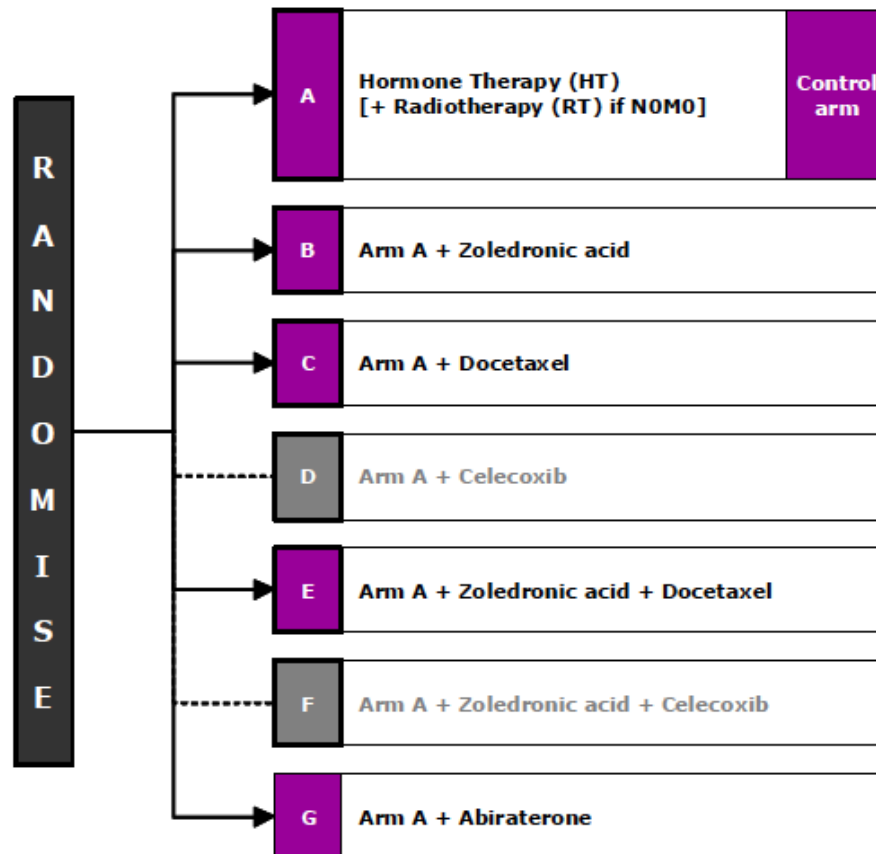 RANDOMISE
A
Hormone Therapy (HT)
[+ Radiotherapy (RT) if N0M0]
Control
arm
B
Arm A + Zoledronic acid
C
Arm A + Docetaxel
D
Arm A + Celecoxib
E
Arm A + Zoledronic acid + Docetaxel
F
Arm A + Zoledronic acid + Celecoxib
G
Arm A + Abiraterone